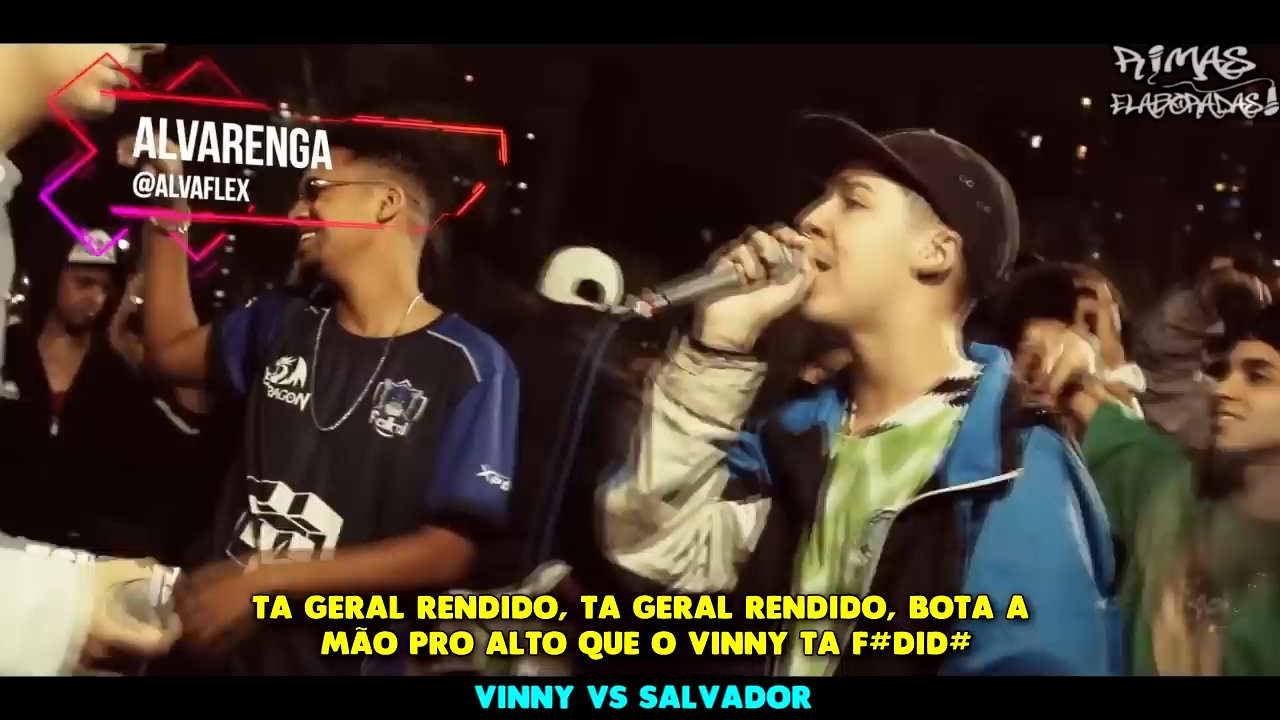 RIMAS
ELABORADAS!
ALVARENGA
@ALVAFLEX
TA GERAL RENDIDO, TA GERAL RENDIDO, BOTA A
MÃO PRO ALTO QUE O VINNY TA F#DID#
VINNY VS SALVADOR